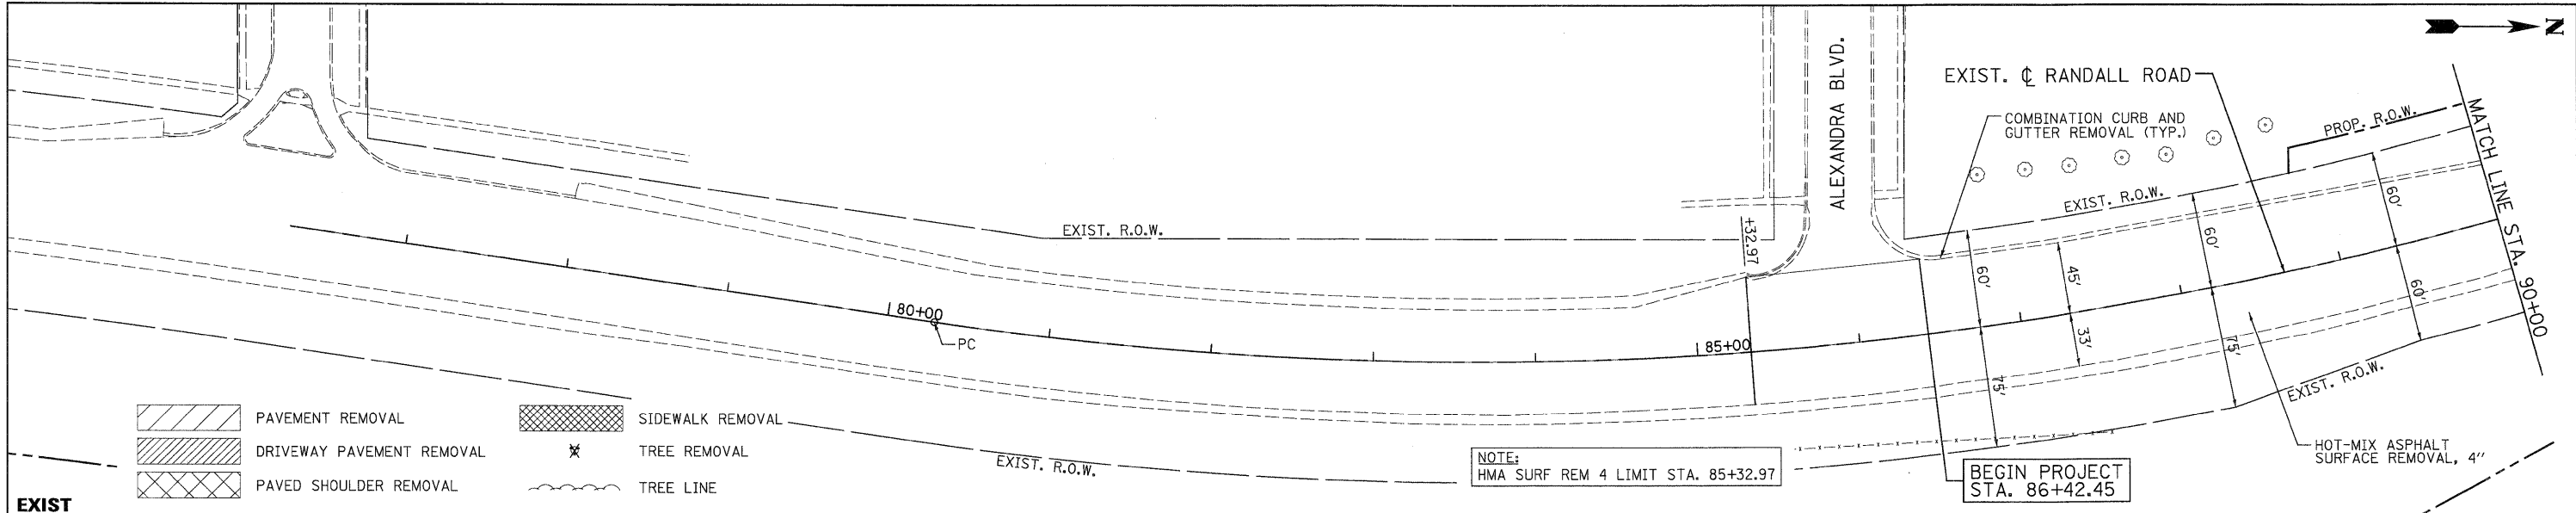 N
EXIST. ℄ RANDALL ROAD
COMBINATION CURB AND
GUTTER REMOVAL (TYP.)
ALEXANDRA BLVD.
PROP. R.O.W.
MATCH LINE STA. 90+00
EXIST. R.O.W.
EXIST. R.O.W.
+32.97
60'
60'
45'
60'
60'
33'
75'
75'
80+00
PC
85+00
EXIST. R.O.W.
EXIST. R.O.W.
PAVEMENT REMOVAL
DRIVEWAY PAVEMENT REMOVAL
PAVED SHOULDER REMOVAL
SIDEWALK REMOVAL
TREE REMOVAL
TREE LINE
NOTE:
HMA SURF REM 4 LIMIT STA. 85+32.97
BEGIN PROJECT
STA. 86+42.45
HOT-MIX ASPHALT
SURFACE REMOVAL, 4"
EXIST